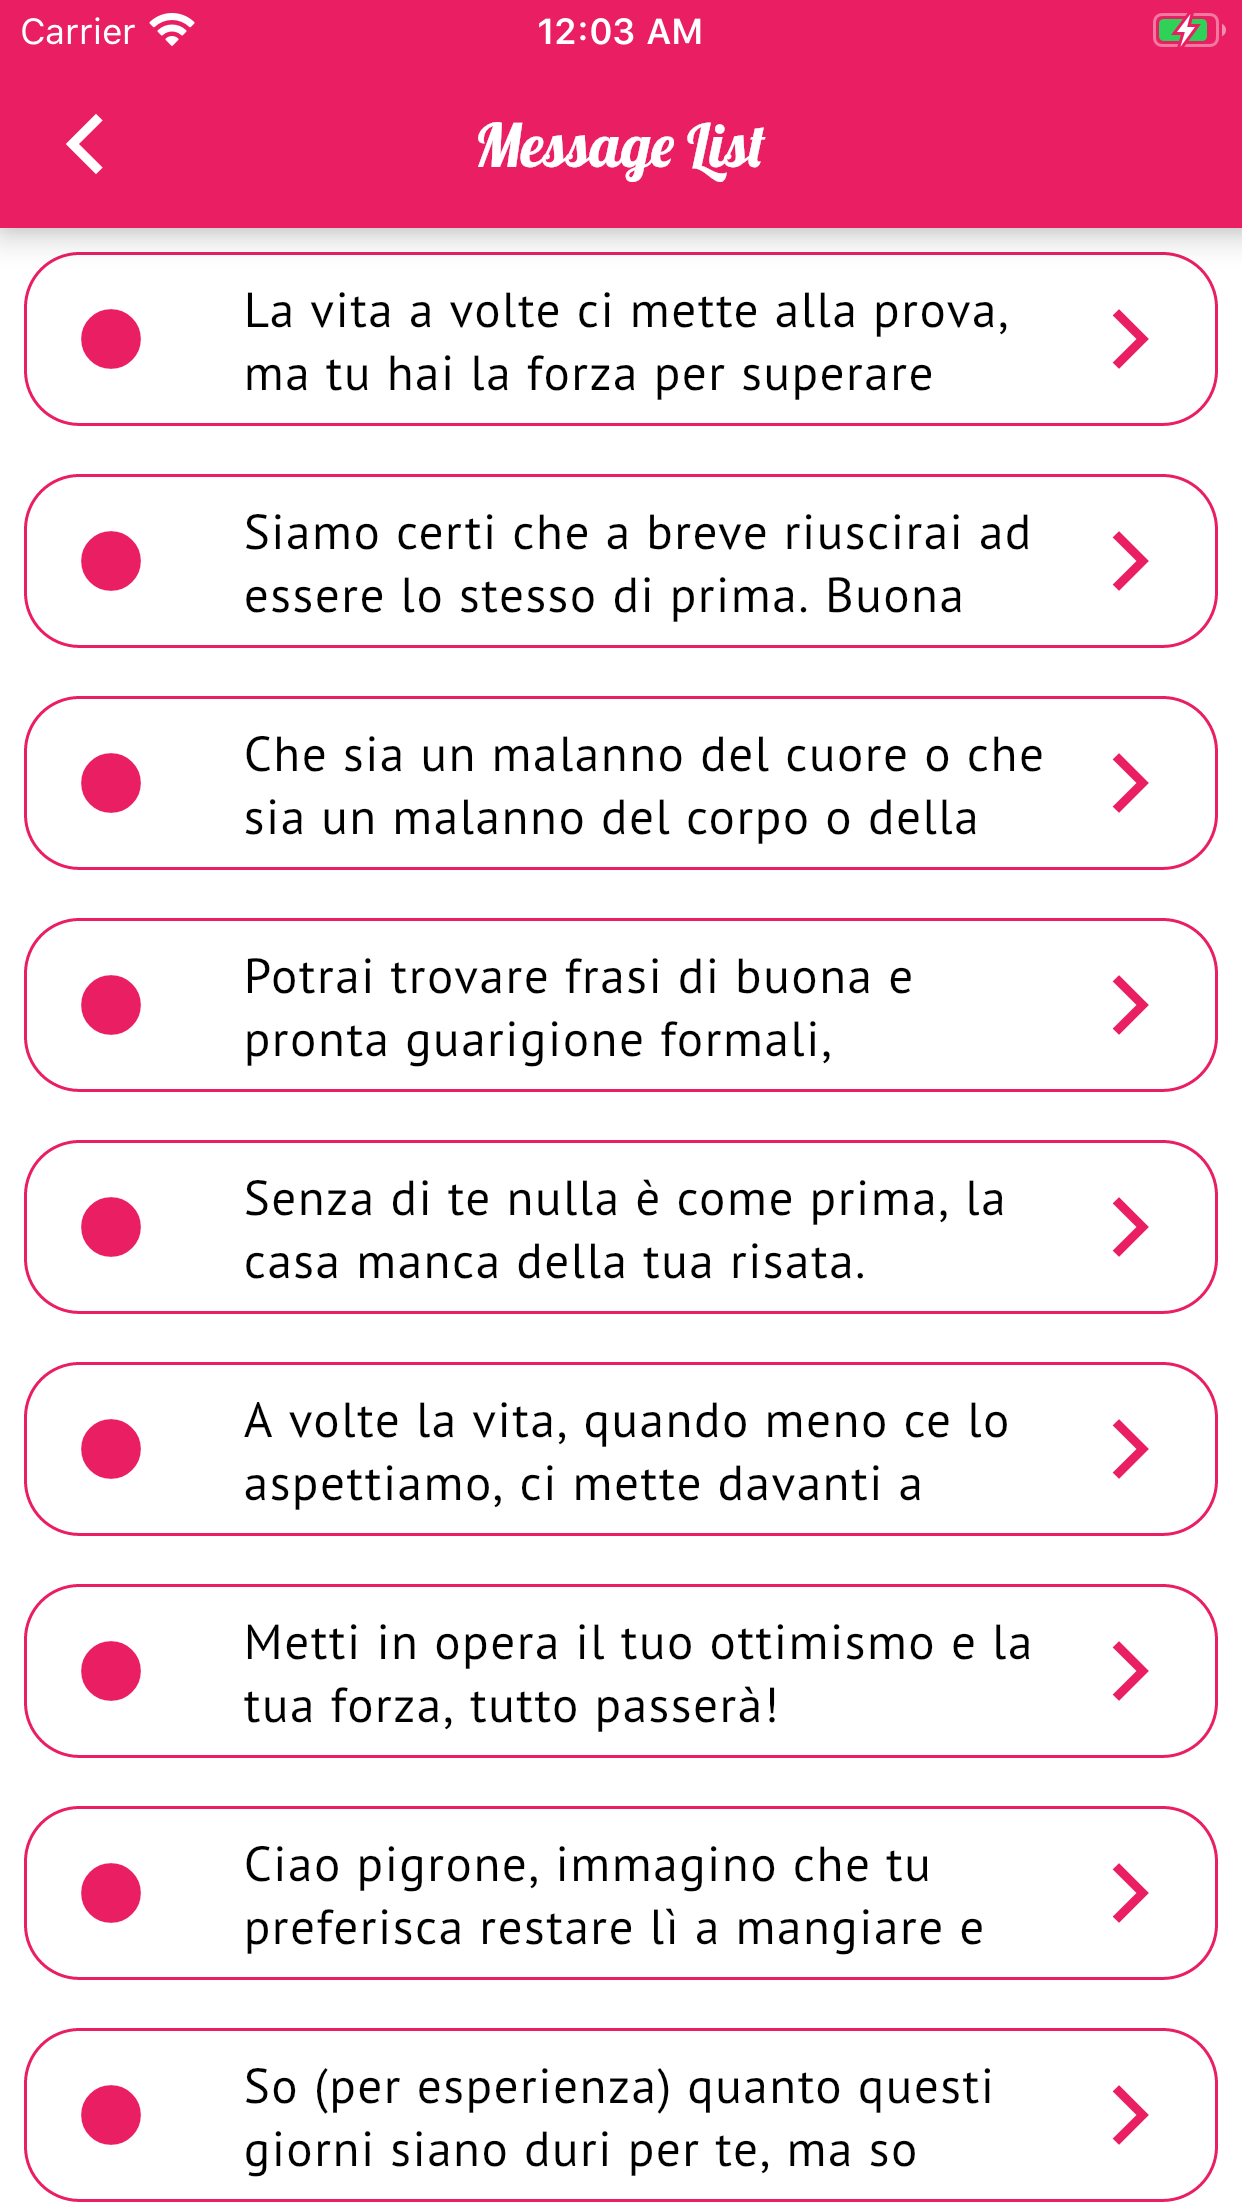 Carrier 12:03 AM
Message List
La vita a volte ci mette alla prova,
ma tu hai la forza per superare
Siamo certi che a breve riuscirai ad
essere lo stesso di prima. Buona
Che sia un malanno del cuore o che
sia un malanno del corpo o della
Potrai trovare frasi di buona e
pronta guarigione formali,
Senza di te nulla è come prima, la
casa manca della tua risata.
A volte la vita, quando meno ce lo
aspettiamo, ci mette davanti a
Metti in opera il tuo ottimismo e la
tua forza, tutto passerà!
Ciao pigrone, immagino che tu
preferisca restare lì a mangiare e
So (per esperienza) quanto questi
giorni siano duri per te, ma so